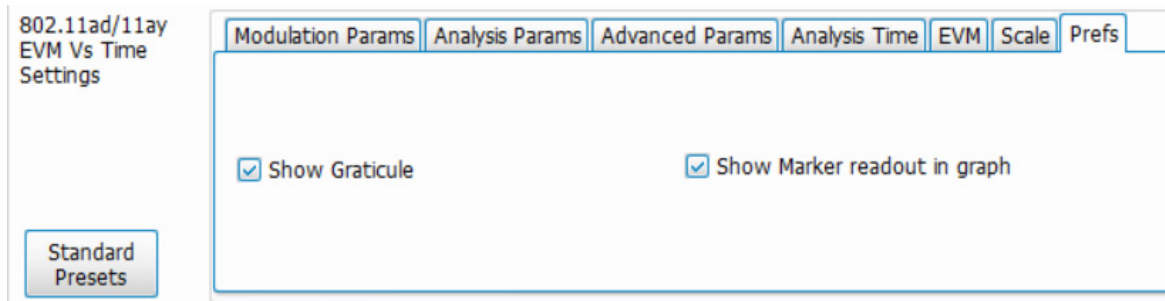 802.11ad/11ay
EVM Vs Time
Settings
Modulation Params Analysis Params Advanced Params Analysis Time EVM Scale Prefs
Show Graticule Show Marker readout in graph
Standard
Presets